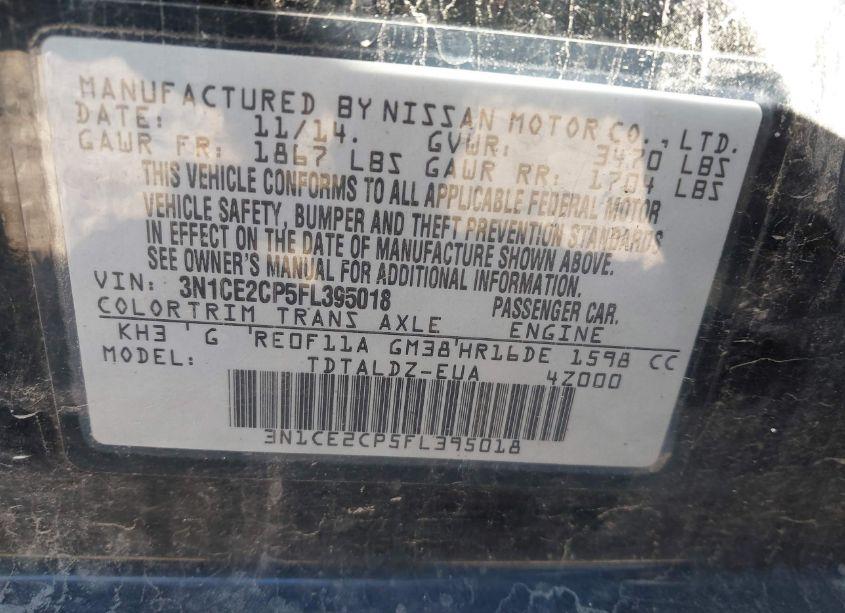 MANUFACTURED BY NISSAN MOTOR CO., LTD.
DATE: 11/14. GVWR: 3470 LBS
GAWR FR: 1867 LBS GAWR RR: 1704 LBS
THIS VEHICLE CONFORMS TO ALL APPLICABLE FEDERAL MOTOR
VEHICLE SAFETY, BUMPER AND THEFT PREVENTION STANDARDS
IN EFFECT ON THE DATE OF MANUFACTURE SHOWN ABOVE.
SEE OWNER'S MANUAL FOR ADDITIONAL INFORMATION.
VIN: 3N1CE2CP5FL395018 PASSENGER CAR.
COLOR TRIM TRANS AXLE ENGINE
KH3 G RE0F11A GM38 HR16DE 1598 CC
MODEL: TDTALDZ-EUA 4Z000
3N1CE2CP5FL395018